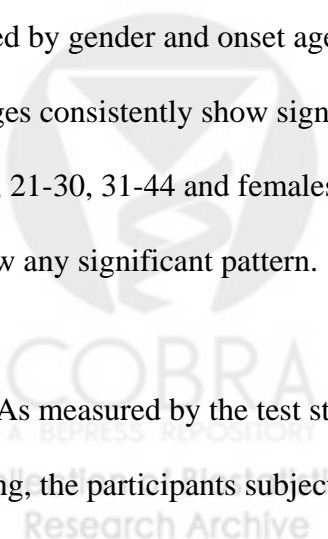 ed by gender and onset age
ges consistently show sign
, 21-30, 31-44 and females
w any significant pattern.
COBRA
As measured by the test st
A BEPRESS REPOSITORY
Collection of Biostatistics
ng, the participants subject
Research Archive